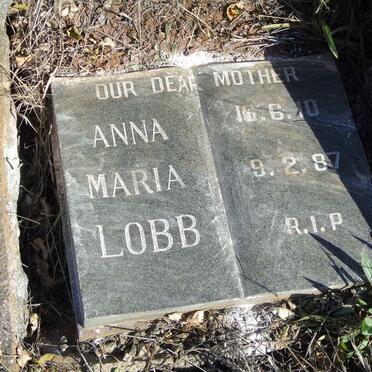 OUR DEAR MOTHER
ANNA
MARIA
LOBB
16.6.10
9.2.87
R.I.P